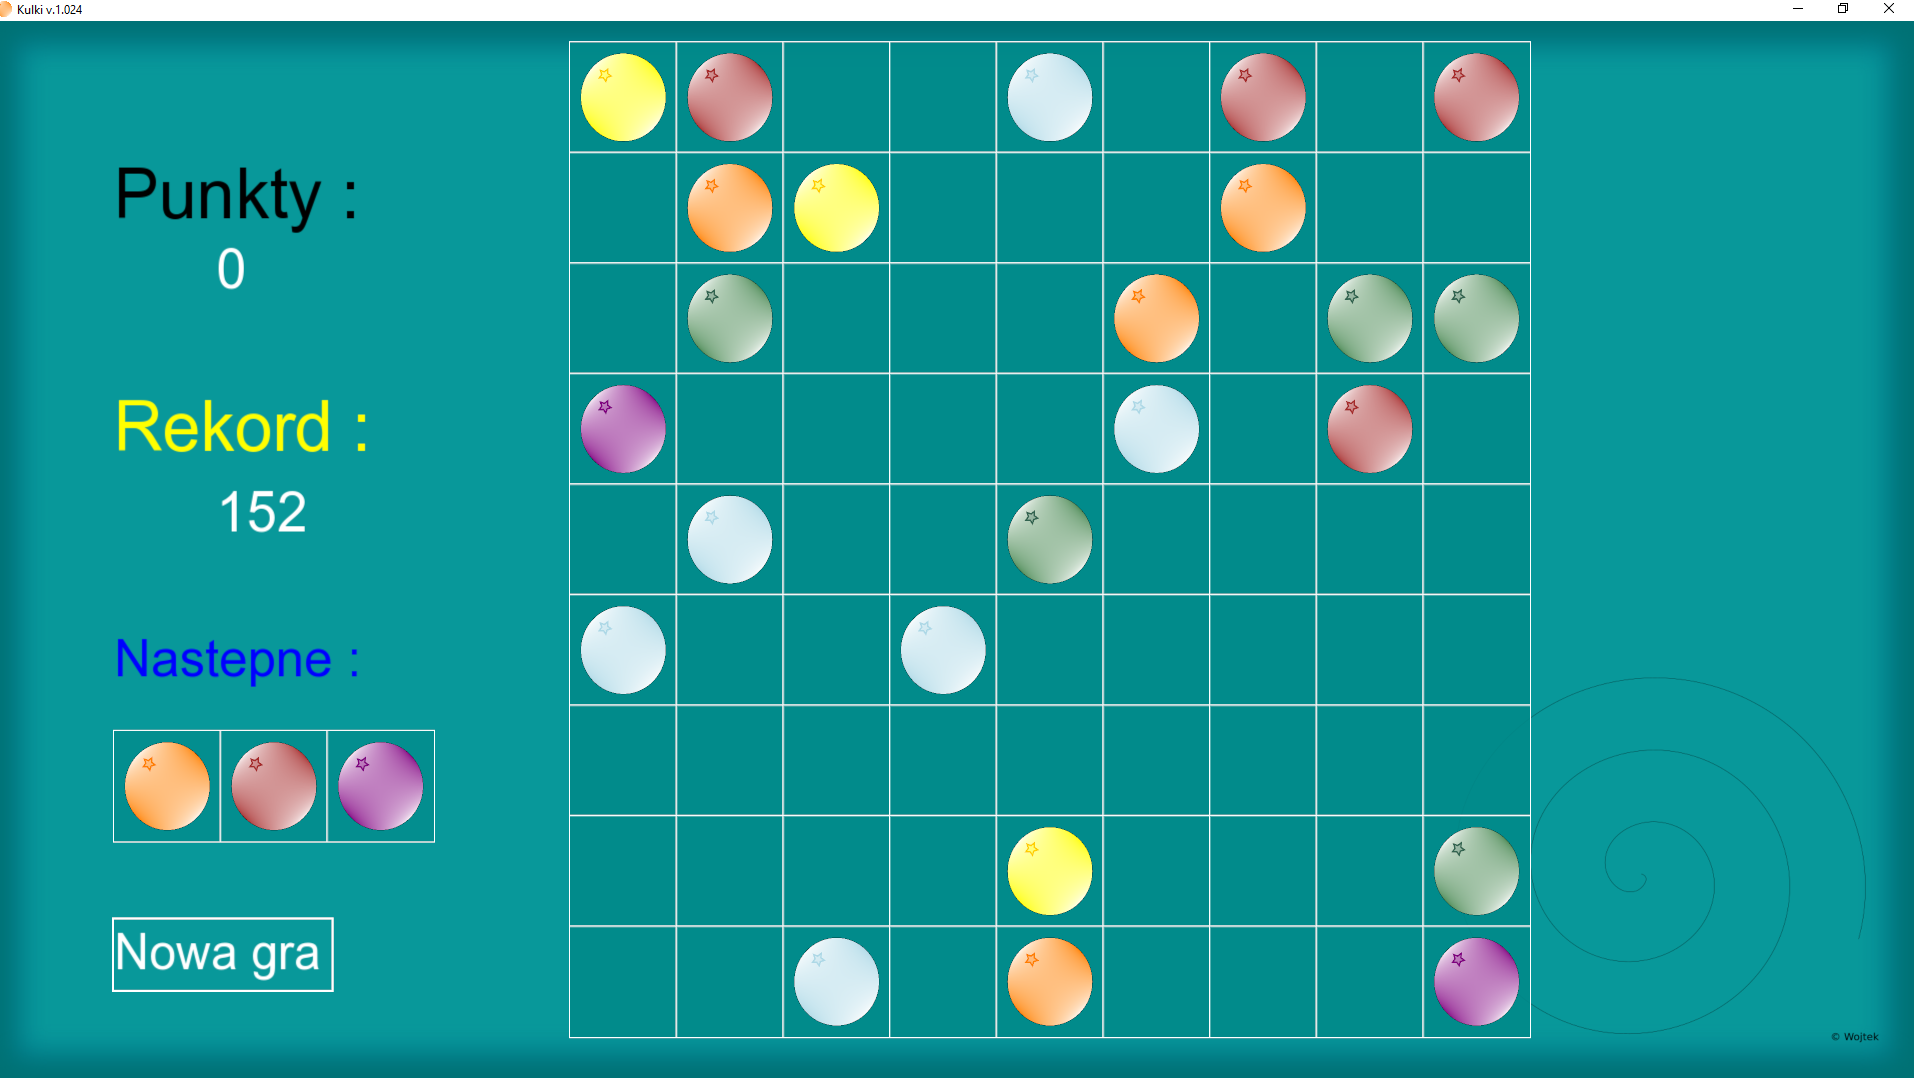 Kulki v.1.024
Punkty :
0
Rekord :
152
Nastepne :
Nowa gra
© Wojtek